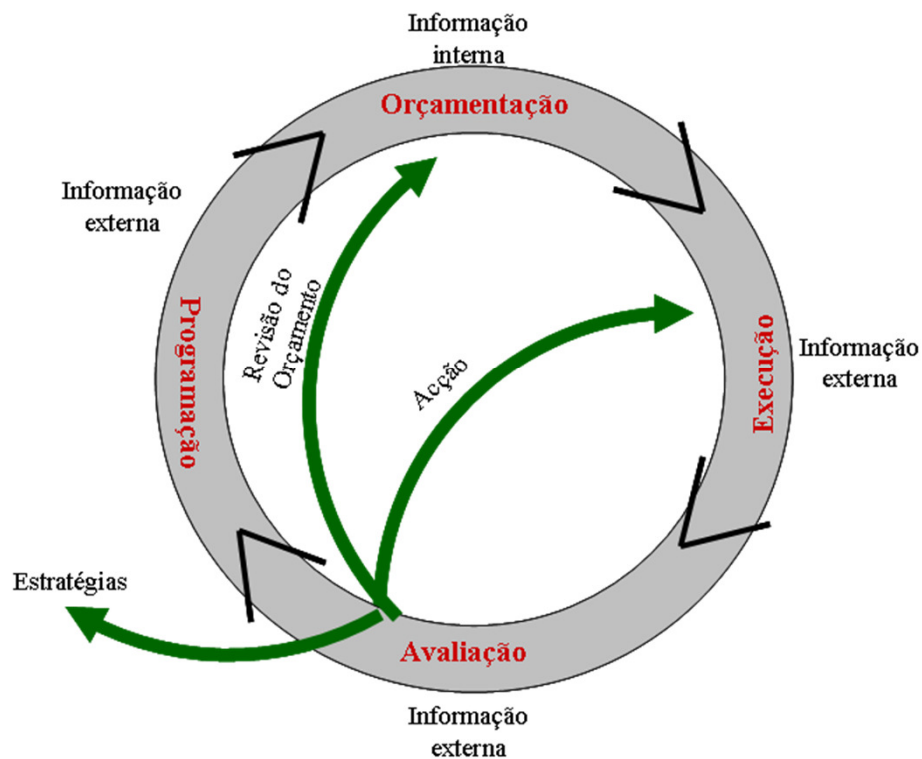 Informação
interna
Orçamentação
Informação
externa
Revisão do
Orçamento
Acção
Programação
Execução
Informação
externa
Estratégias
Avaliação
Informação
externa